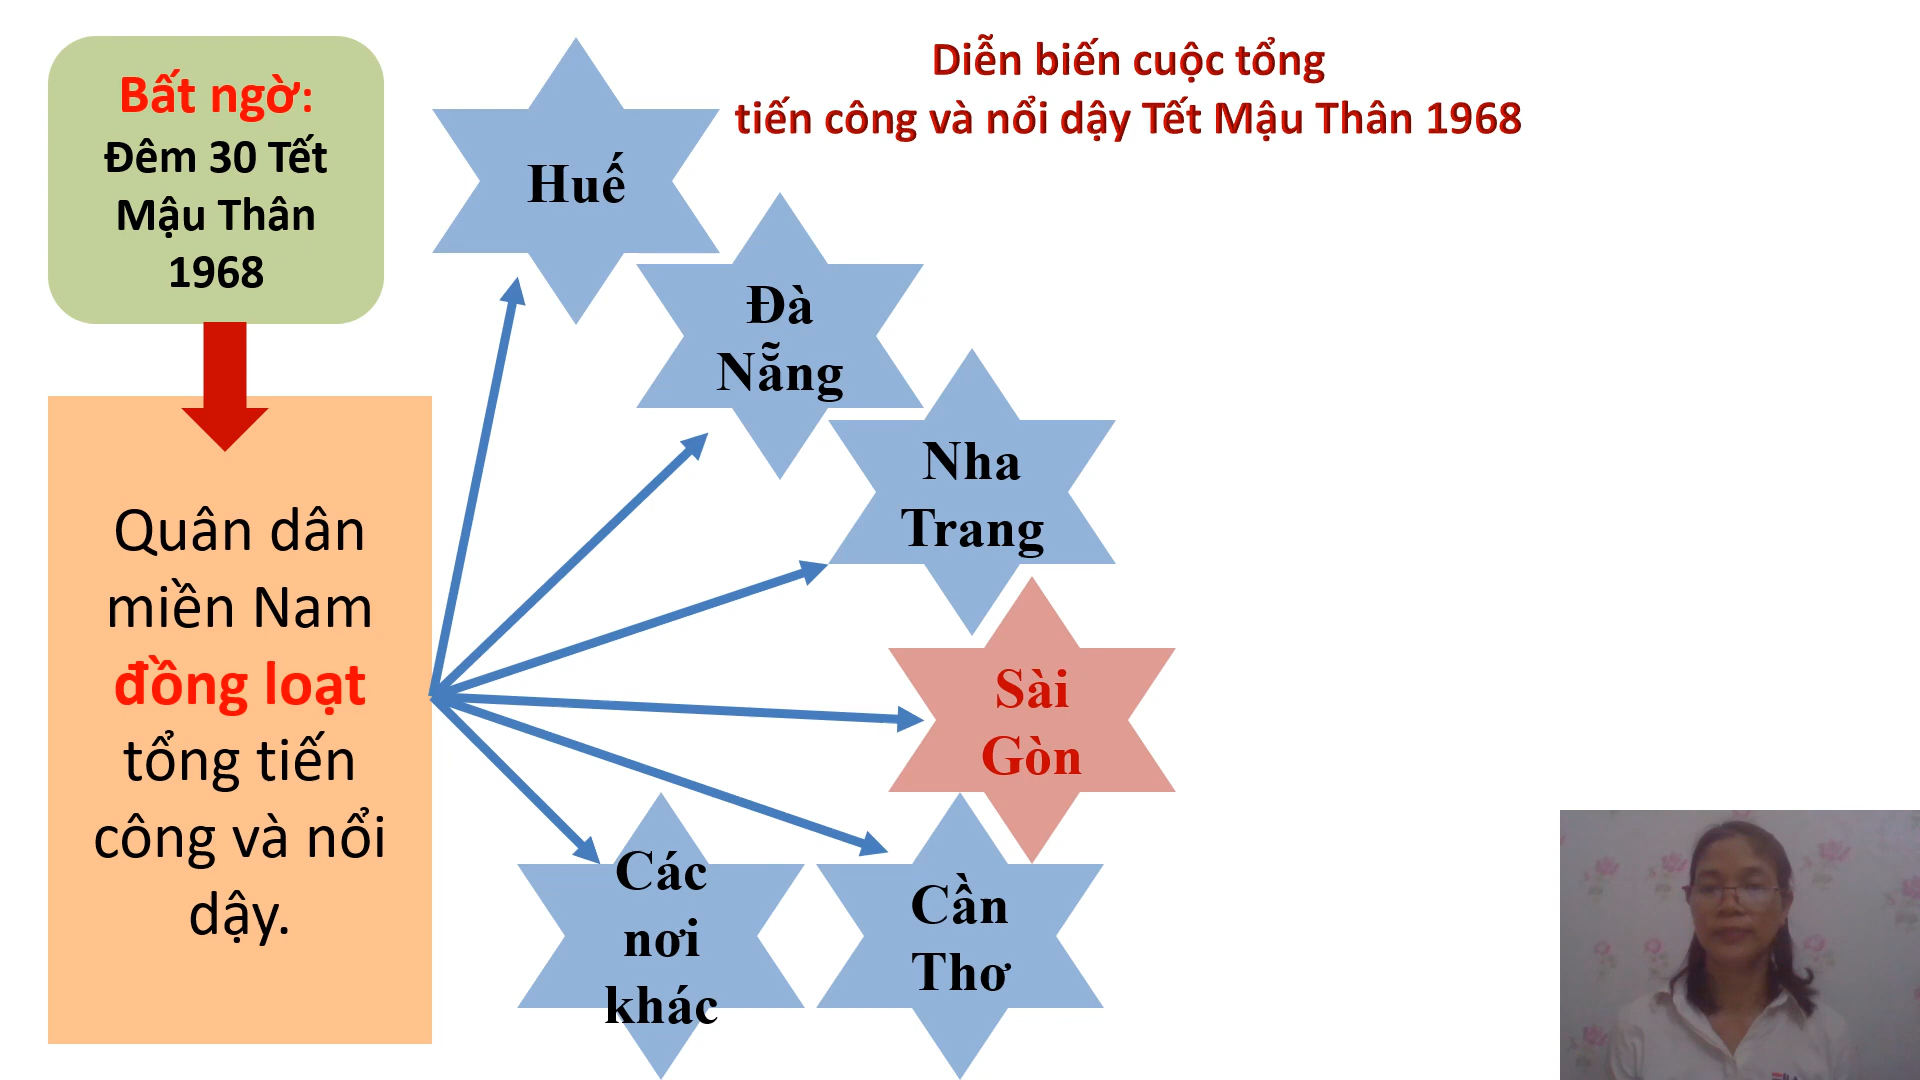 Diễn biến cuộc tổng
tiến công và nổi dậy Tết Mậu Thân 1968
Bất ngờ:
Đêm 30 Tết
Mậu Thân
1968
Quân dân
miền Nam
đồng loạt
tổng tiến
công và nổi
dậy.
Huế
Đà
Nẵng
Nha
Trang
Sài
Gòn
Cần
Thơ
Các
nơi
khác